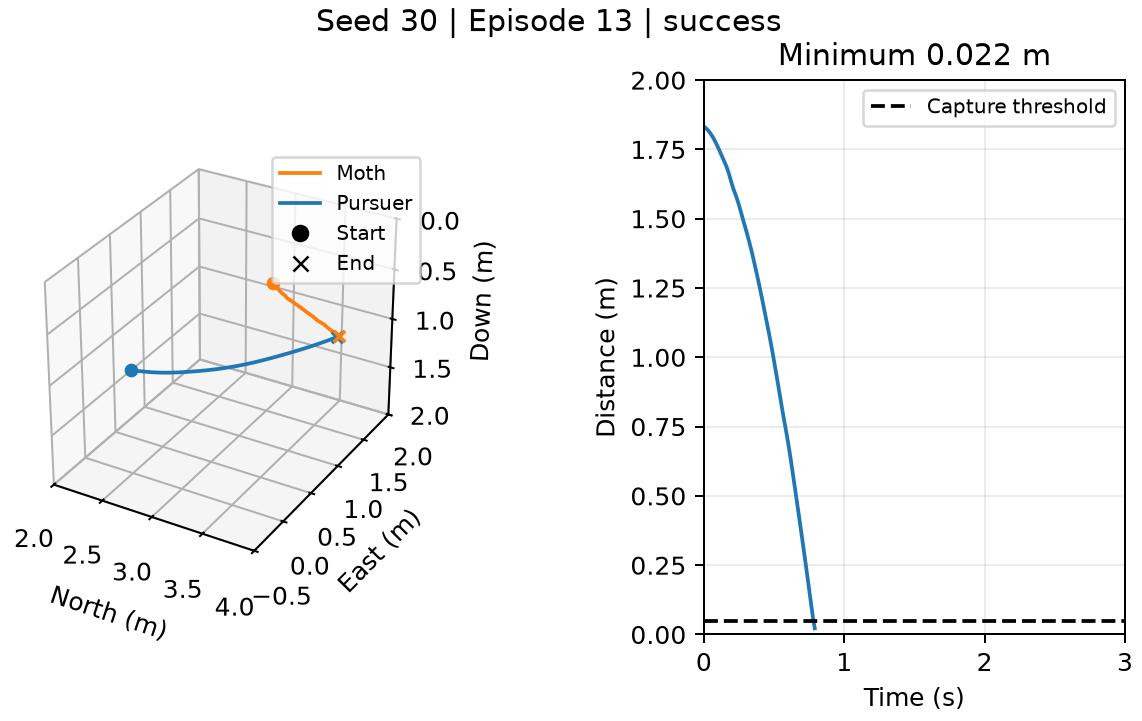 Seed 30 | Episode 13 | success
Moth
Pursuer
Start
End
0.0
0.5
1.0
1.5
2.0
Down (m)
2.0
1.5
1.0
0.5
0.0
−0.5
East (m)
2.0
2.5
3.0
3.5
4.0
North (m)
Minimum 0.022 m
Capture threshold
2.00
1.75
1.50
1.25
1.00
0.75
0.50
0.25
0.00
Distance (m)
0
1
2
3
Time (s)